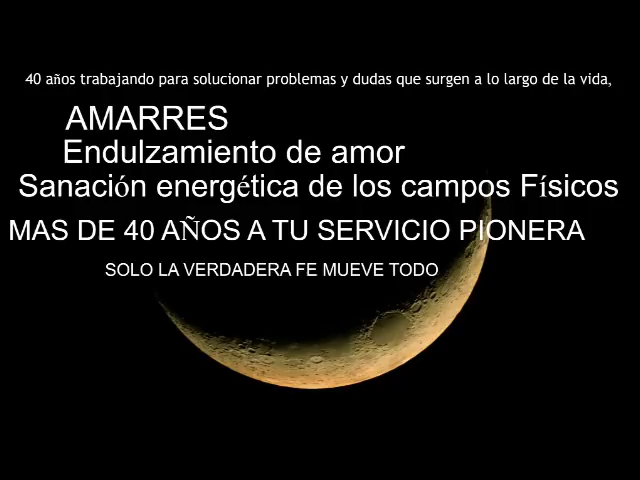 40 años trabajando para solucionar problemas y dudas que surgen a lo largo de la vida,
AMARRES
Endulzamiento de amor
Sanación energética de los campos Físicos
MAS DE 40 AÑOS A TU SERVICIO PIONERA
SOLO LA VERDADERA FE MUEVE TODO